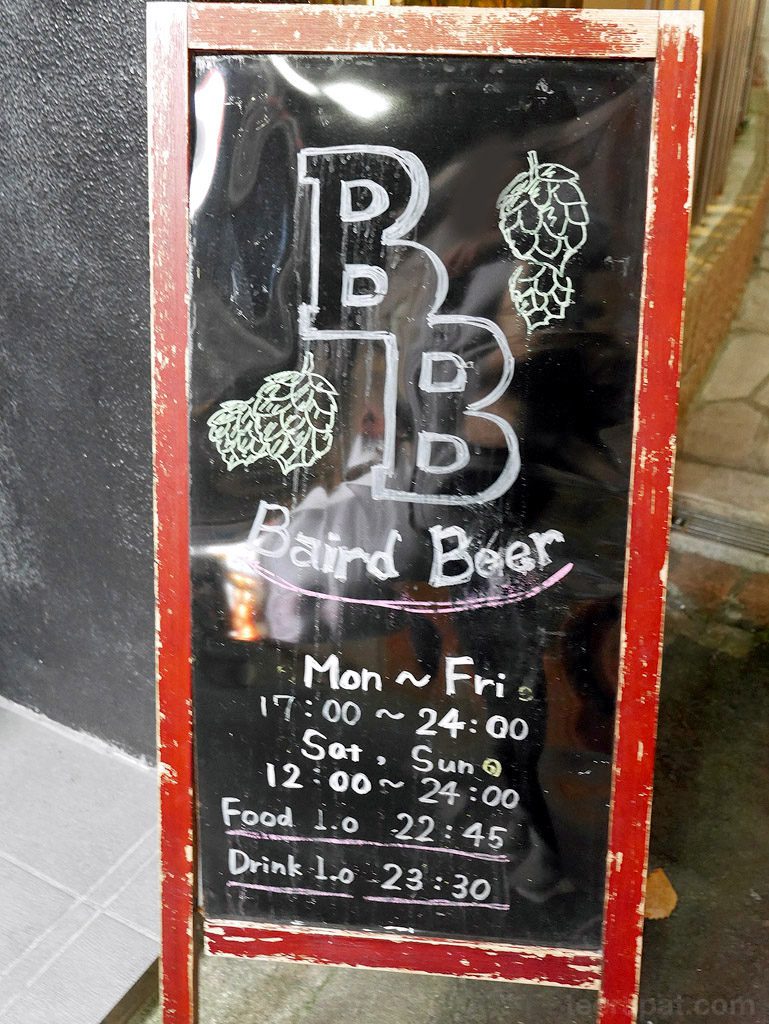 BB
Baird Beer
Mon ~ Fri
17:00 ~ 24:00
Sat, Sun
12:00 ~ 24:00
Food l.o 22:45
Drink l.o 23:30